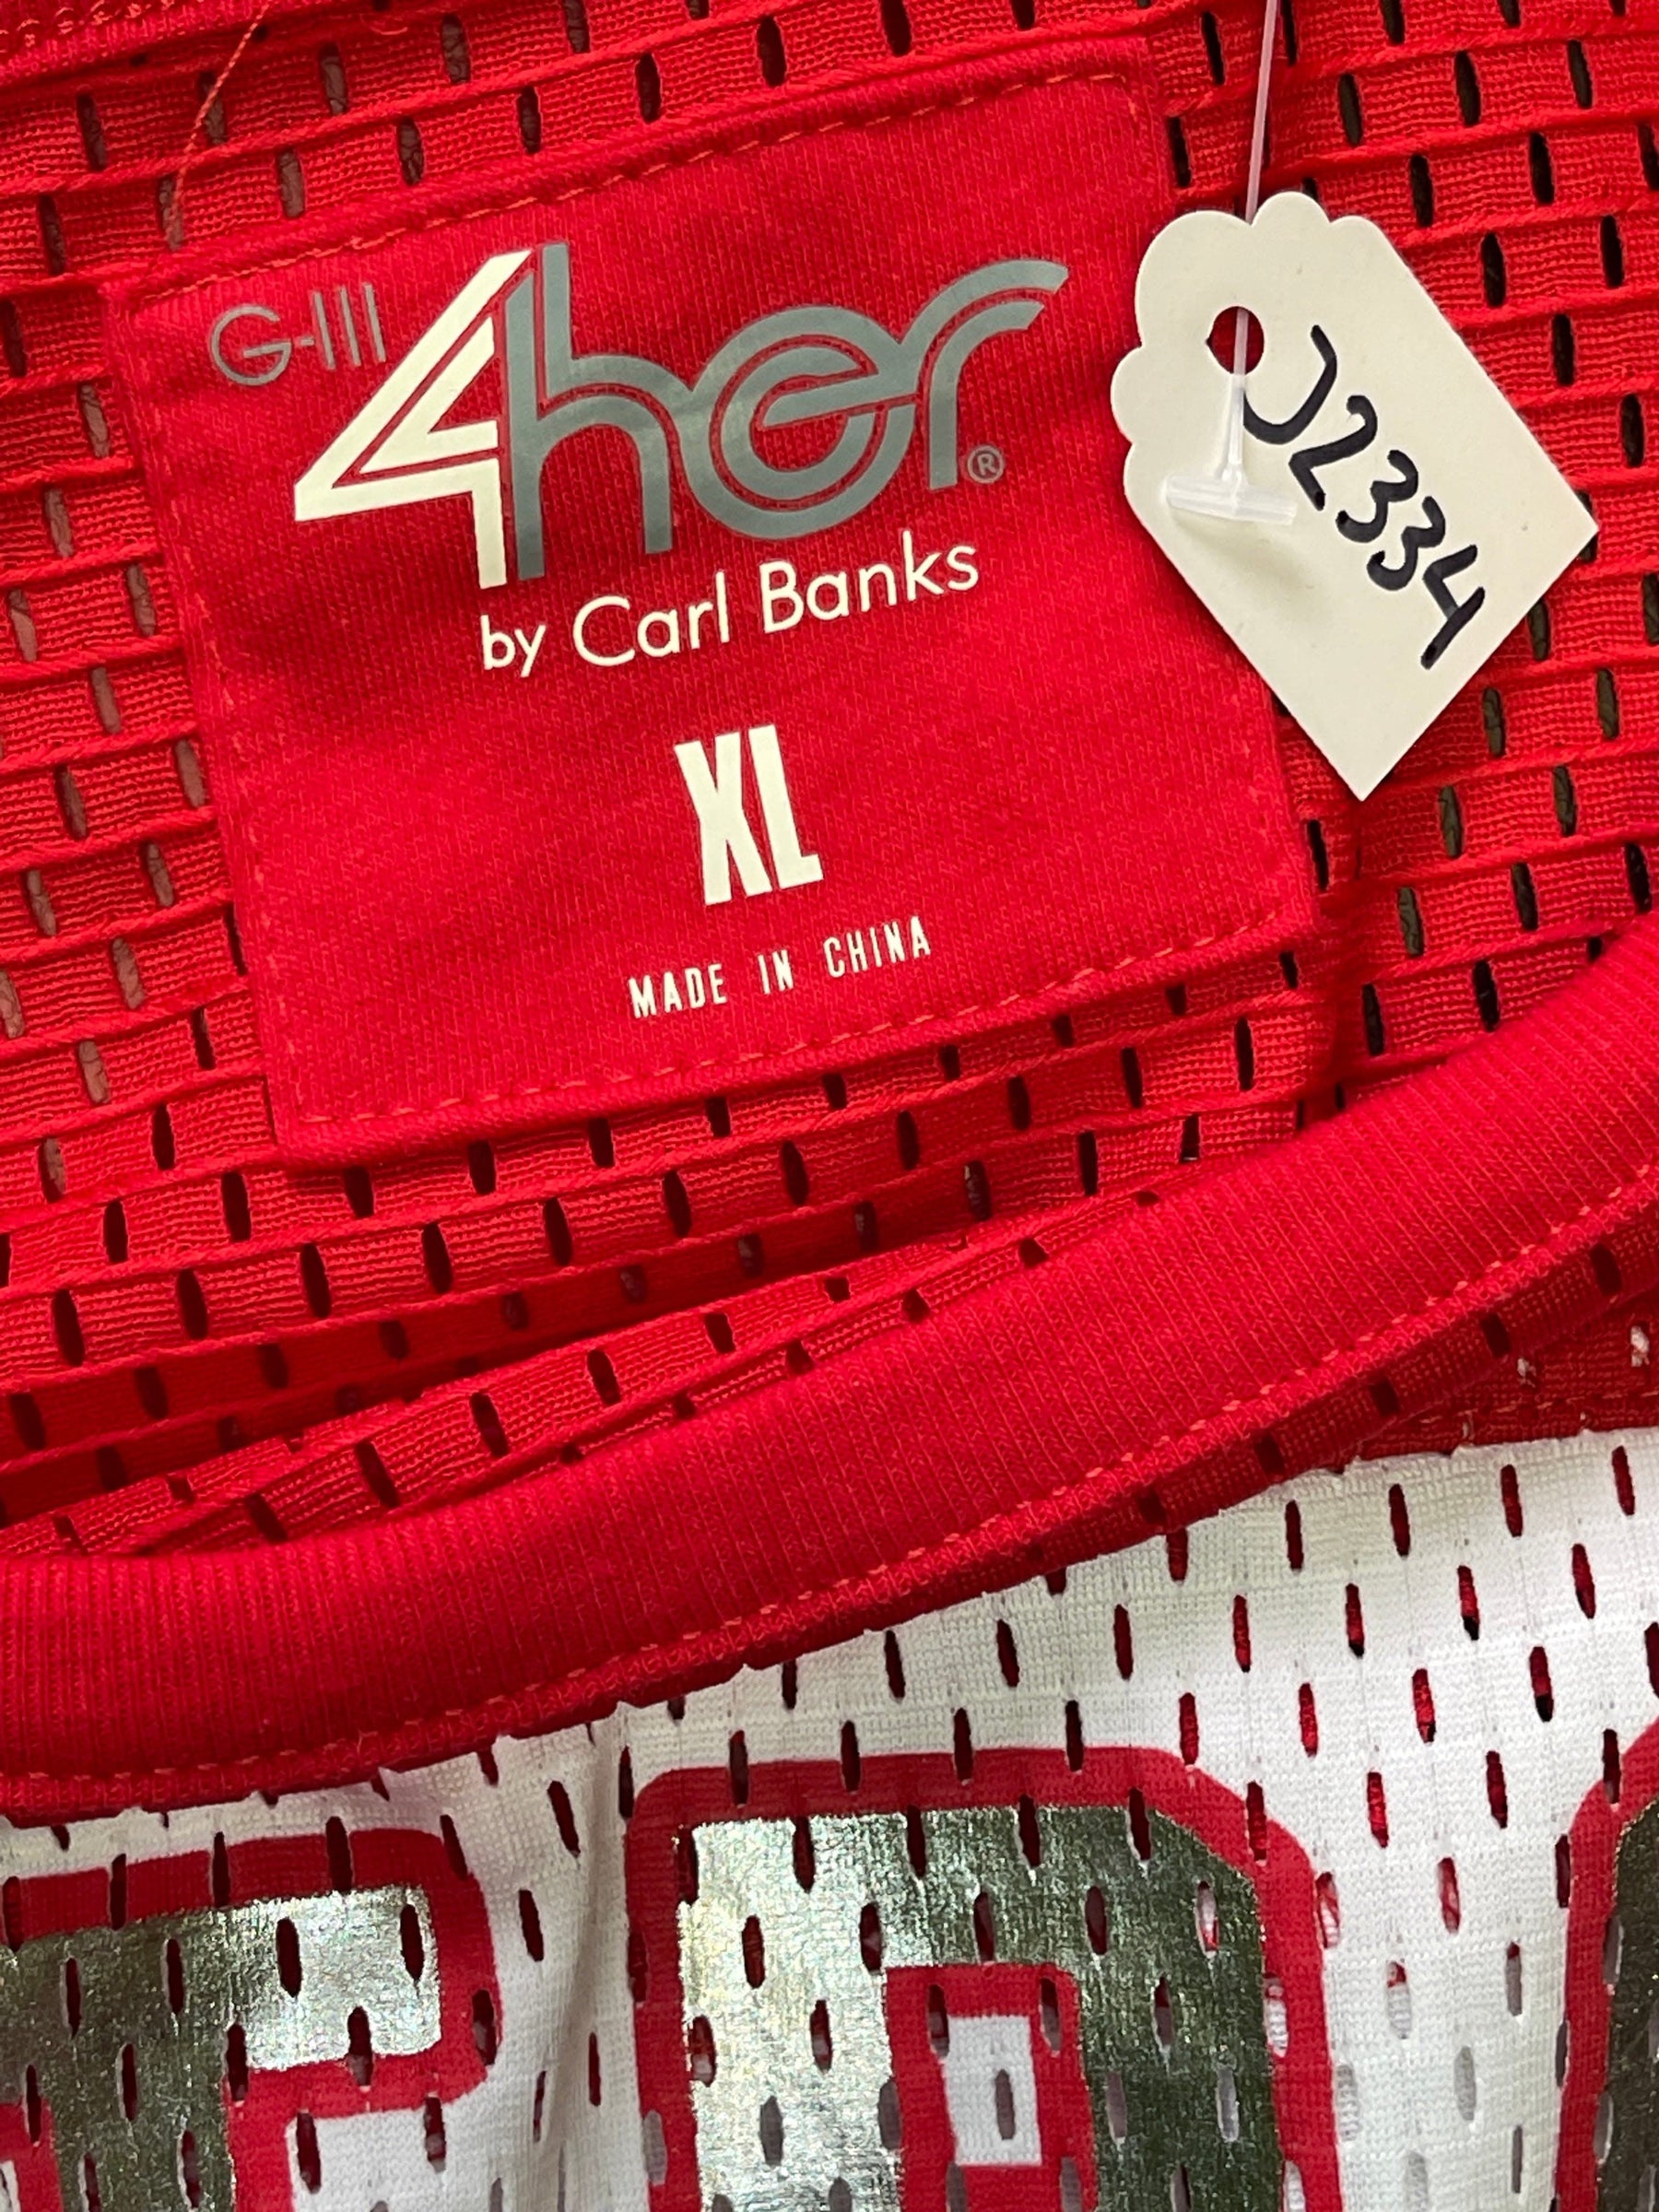 G-III 4her®
by Carl Banks
XL
MADE IN CHINA
J2334